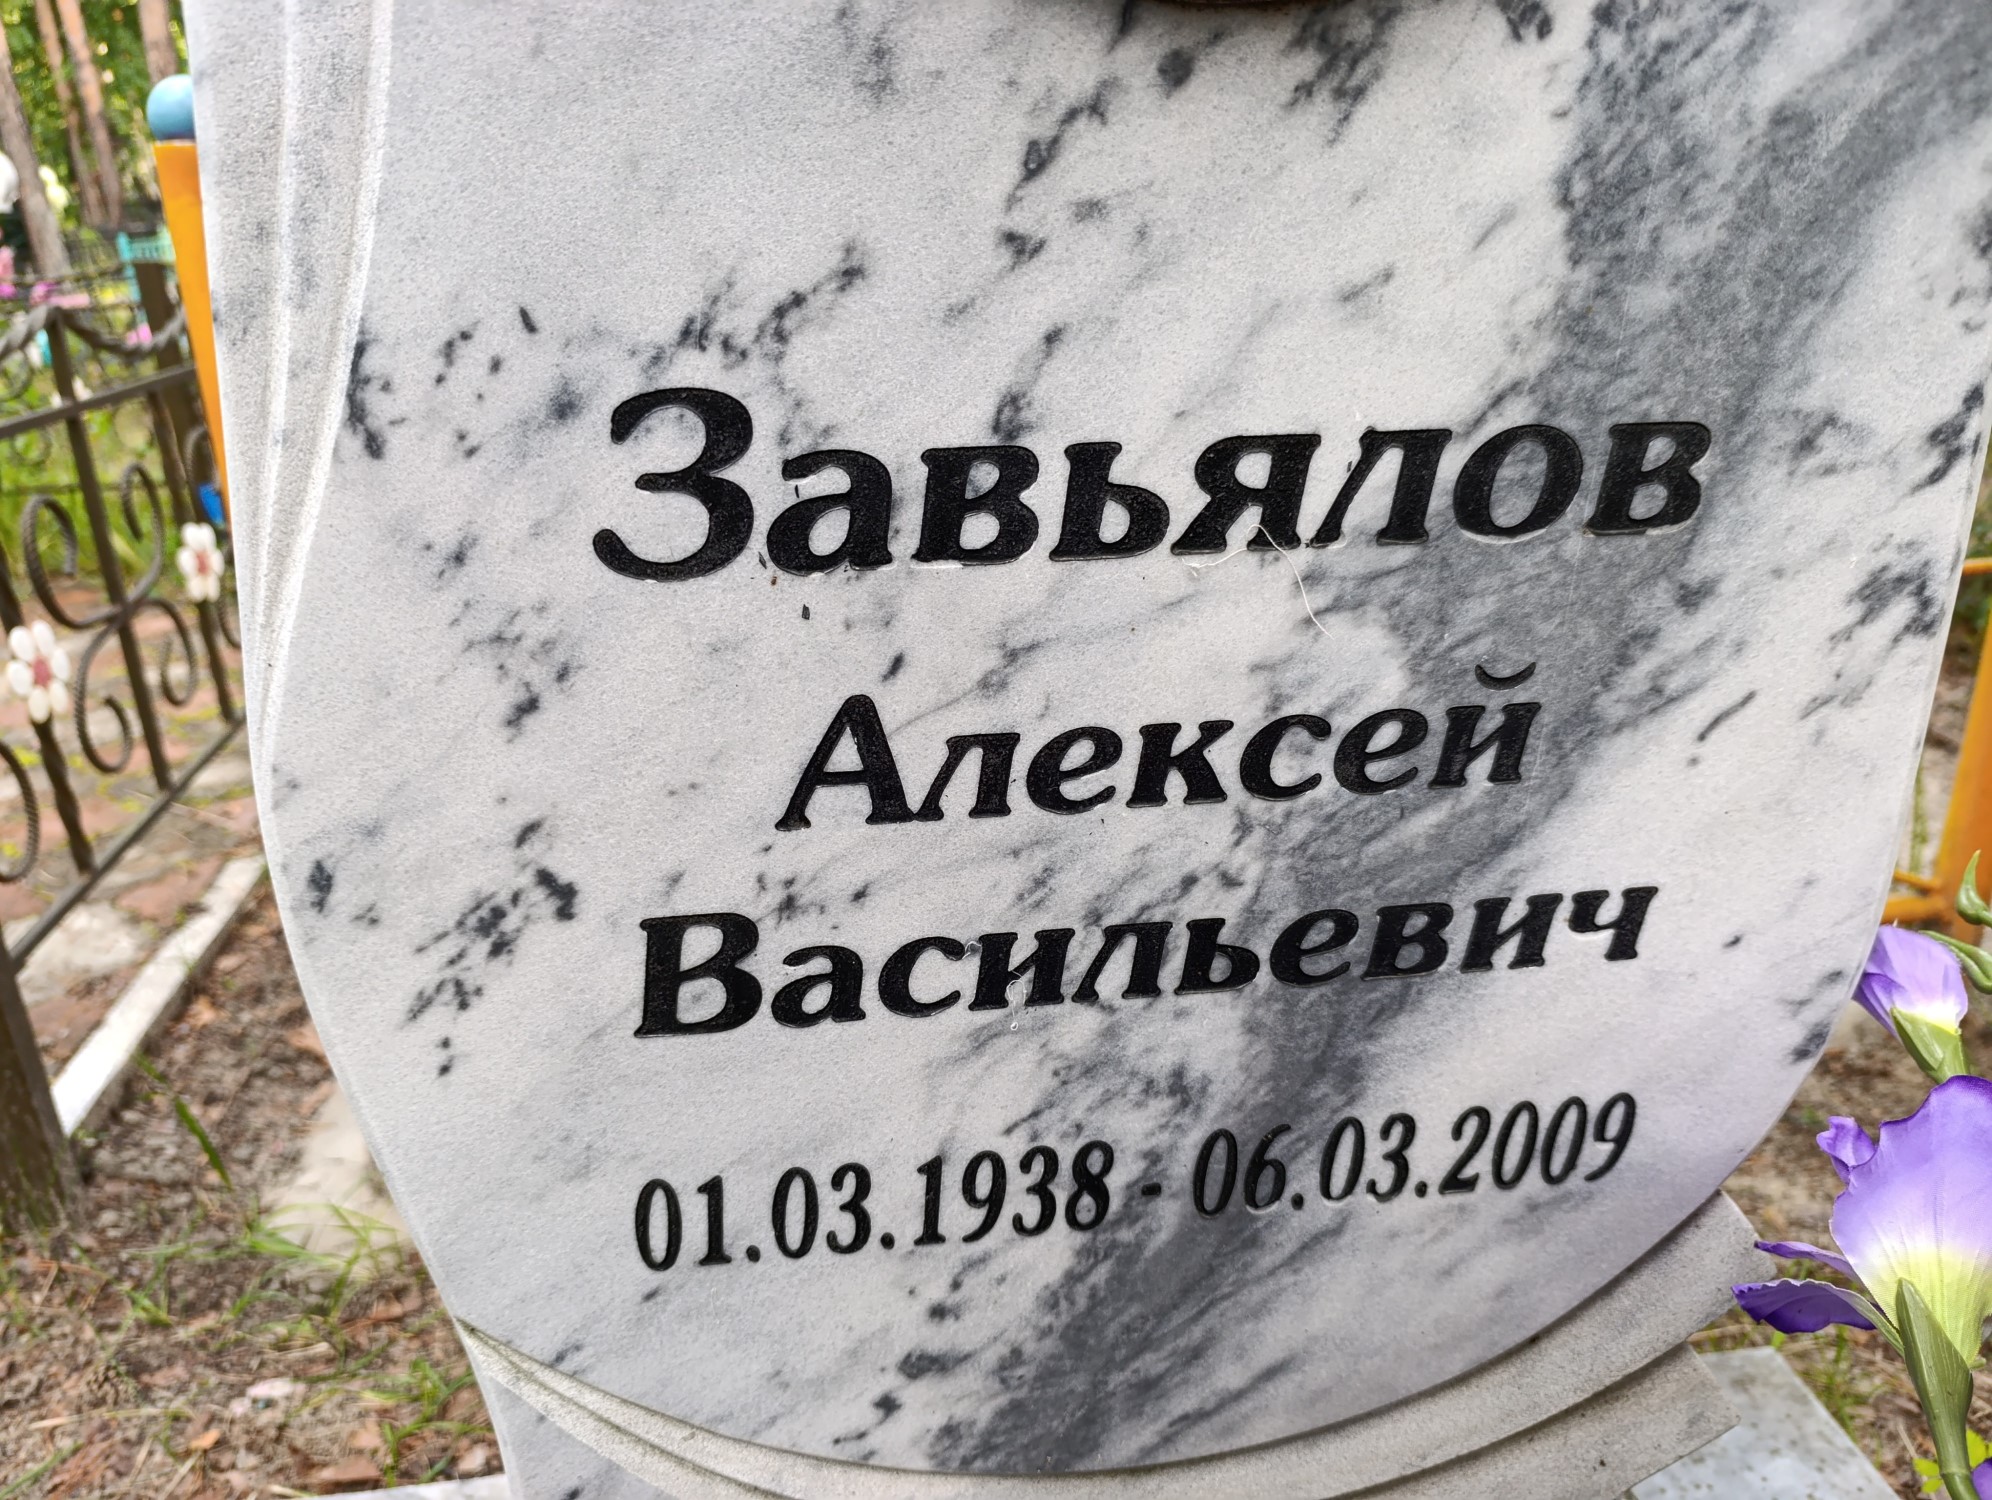 Завьялов
Алексей
Васильевич
01.03.1938 - 06.03.2009